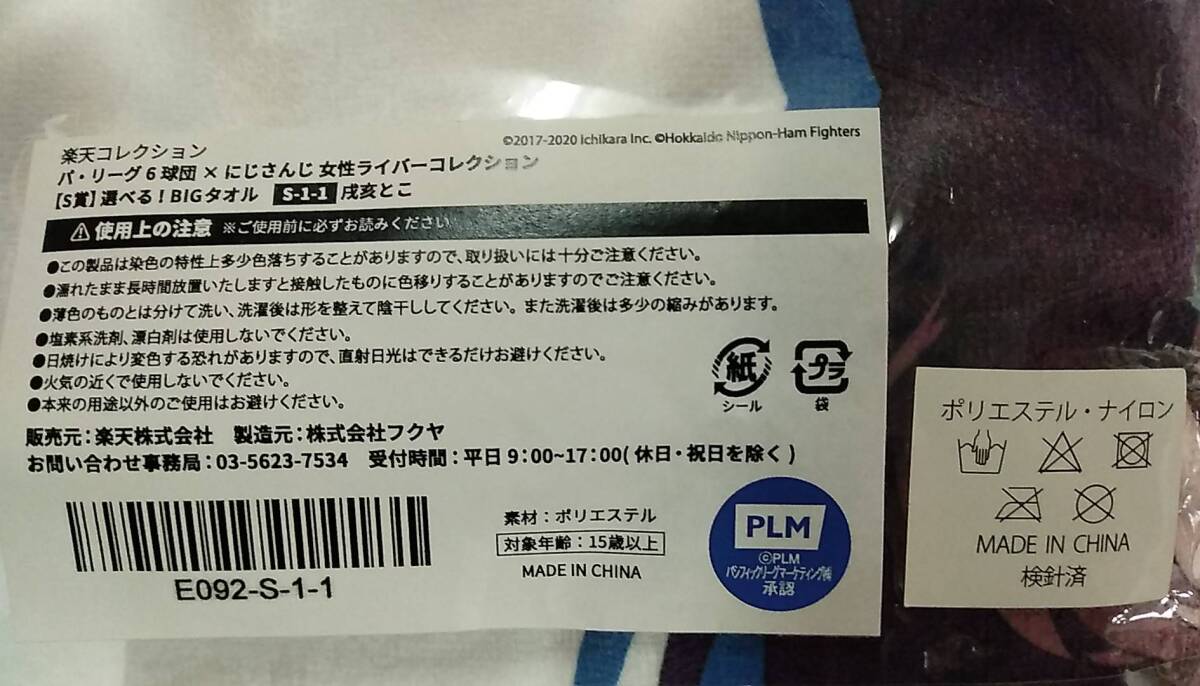 ©2017-2020 Ichikara Inc. ©Hokkaido Nippon-Ham Fighters
楽天コレクション
パ・リーグ6球団×にじさんじ 女性ライバーコレクション
【S賞】選べる!BIGタオル S-1-1 戌亥とこ
⚠使用上の注意 ※ご使用前に必ずお読みください
●この製品は染色の特性上多少色落ちすることがありますので、取り扱いには十分ご注意ください。
●濡れたまま長時間放置いたしますと接触したものに色移りすることがありますのでご注意ください。
●薄色のものとは分けて洗い、洗濯後は形を整えて陰干ししてください。また洗濯後は多少の縮みがあります。
●塩素系洗剤、漂白剤は使用しないでください。
●日焼けにより変色する恐れがありますので、直射日光はできるだけお避けください。
●火気の近くで使用しないでください。
●本来の用途以外のご使用はお避けください。
紙
シール
プラ
袋
販売元:楽天株式会社 製造元:株式会社フクヤ
お問い合わせ事務局:03-5623-7534 受付時間:平日9:00~17:00(休日・祝日を除く)
E092-S-1-1
素材:ポリエステル
対象年齢:15歳以上
MADE IN CHINA
PLM
©PLM
パシフィックリーグマーケティング㈱
承認
ポリエステル・ナイロン
MADE IN CHINA
検針済